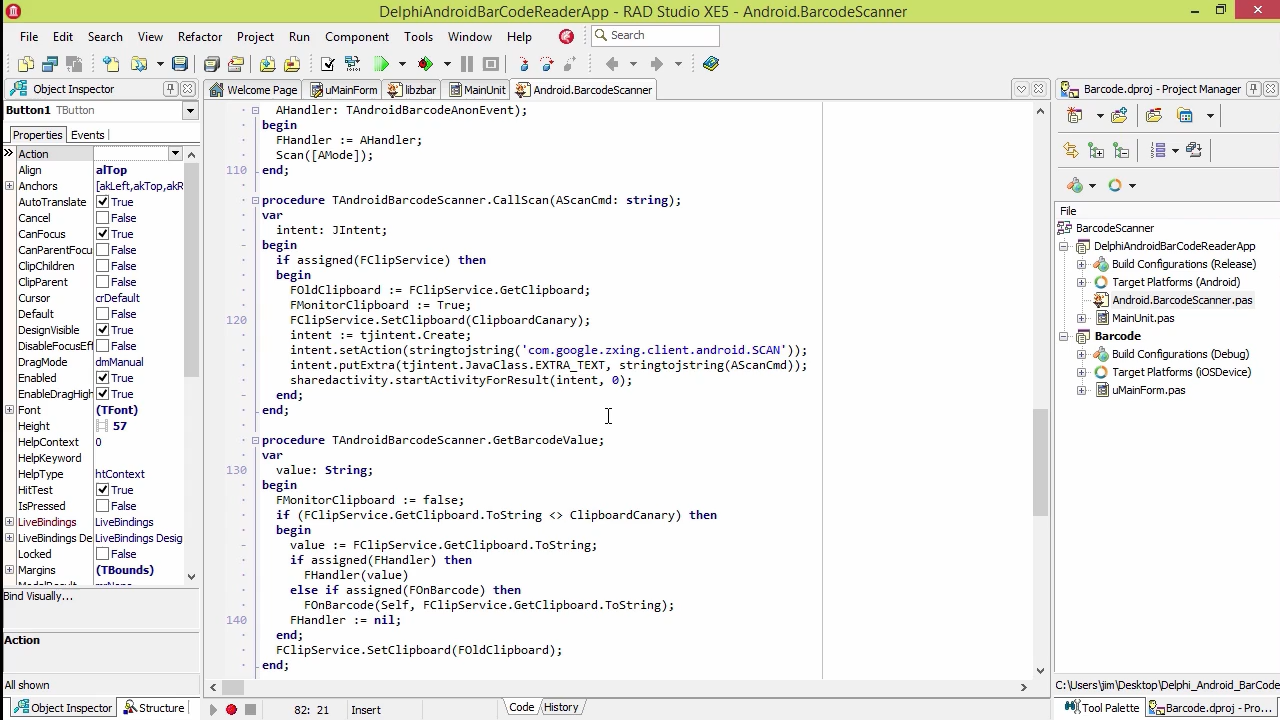 DelphiAndroidBarCodeReaderApp - RAD Studio XE5 - Android.BarcodeScanner
File Edit Search View Refactor Project Run Component Tools Window Help Search
Object Inspector
Welcome Page uMainForm libzbar MainUnit Android.BarcodeScanner
Barcode.dproj - Project Manager
Button1 TButton
Properties Events
Action
Align alTop
Anchors [akLeft,akTop,akR
AutoTranslate True
Cancel False
CanFocus True
CanParentFocu False
ClipChildren False
ClipParent False
Cursor crDefault
Default False
DesignVisible True
DisableFocusEff False
DragMode dmManual
Enabled True
EnableDragHigh True
Font (TFont)
Height 57
HelpContext 0
HelpKeyword
HelpType htContext
HitTest True
IsPressed False
LiveBindings LiveBindings
LiveBindings De LiveBindings Desig
Locked False
Margins (TBounds)
Bind Visually...
Action
All shown
Object Inspector Structure
AHandler: TAndroidBarcodeAnonEvent);
begin
FHandler := AHandler;
Scan([AMode]);
110 end;
procedure TAndroidBarcodeScanner.CallScan(AScanCmd: string);
var
intent: JIntent;
begin
if assigned(FClipService) then
begin
FOldClipboard := FClipService.GetClipboard;
FMonitorClipboard := True;
120 FClipService.SetClipboard(ClipboardCanary);
intent := tjintent.Create;
intent.setAction(stringtojstring('com.google.zxing.client.android.SCAN'));
intent.putExtra(tjintent.JavaClass.EXTRA_TEXT, stringtojstring(AScanCmd));
sharedactivity.startActivityForResult(intent, 0);
end;
end;
procedure TAndroidBarcodeScanner.GetBarcodeValue;
var
130 value: String;
begin
FMonitorClipboard := false;
if (FClipService.GetClipboard.ToString <> ClipboardCanary) then
begin
value := FClipService.GetClipboard.ToString;
if assigned(FHandler) then
FHandler(value)
else if assigned(FOnBarcode) then
FOnBarcode(Self, FClipService.GetClipboard.ToString);
140 FHandler := nil;
end;
FClipService.SetClipboard(FOldClipboard);
end;
82: 21 Insert Code History
File
BarcodeScanner
DelphiAndroidBarCodeReaderApp
Build Configurations (Release)
Target Platforms (Android)
Android.BarcodeScanner.pas
MainUnit.pas
Barcode
Build Configurations (Debug)
Target Platforms (iOSDevice)
uMainForm.pas
C:\Users\jim\Desktop\Delphi_Android_BarCode
Tool Palette Barcode.dproj - Pro...